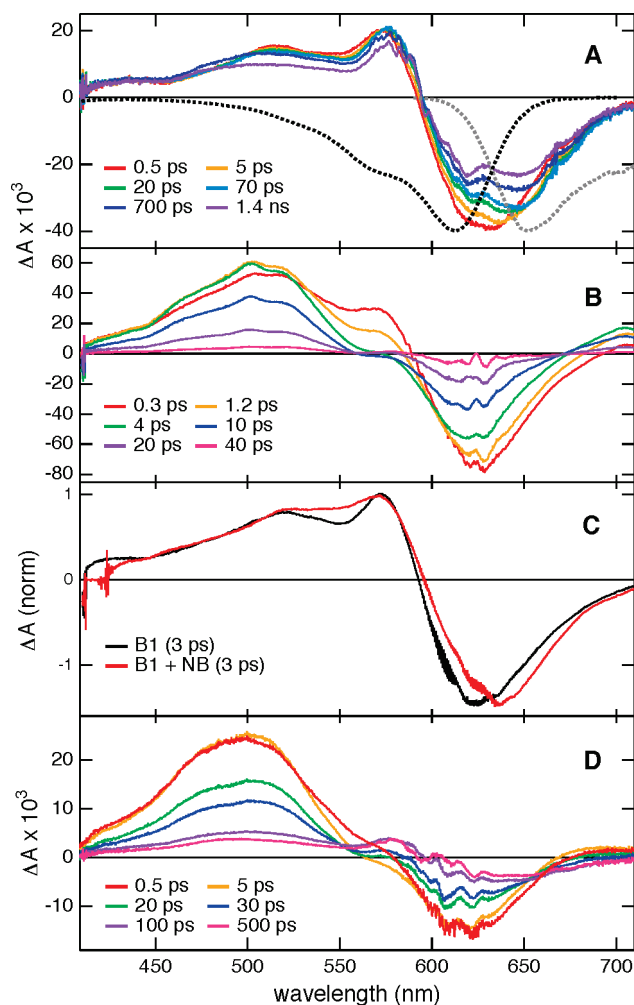 20
0
-20
-40
ΔA x 10³
A
0.5 ps 5 ps
20 ps 70 ps
700 ps 1.4 ns
60
40
20
0
-20
-40
-60
-80
ΔA x 10³
B
0.3 ps 1.2 ps
4 ps 10 ps
20 ps 40 ps
1
0
-1
ΔA (norm)
C
B1 (3 ps)
B1 + NB (3 ps)
20
10
0
-10
ΔA x 10³
D
0.5 ps 5 ps
20 ps 30 ps
100 ps 500 ps
450 500 550 600 650 700
wavelength (nm)